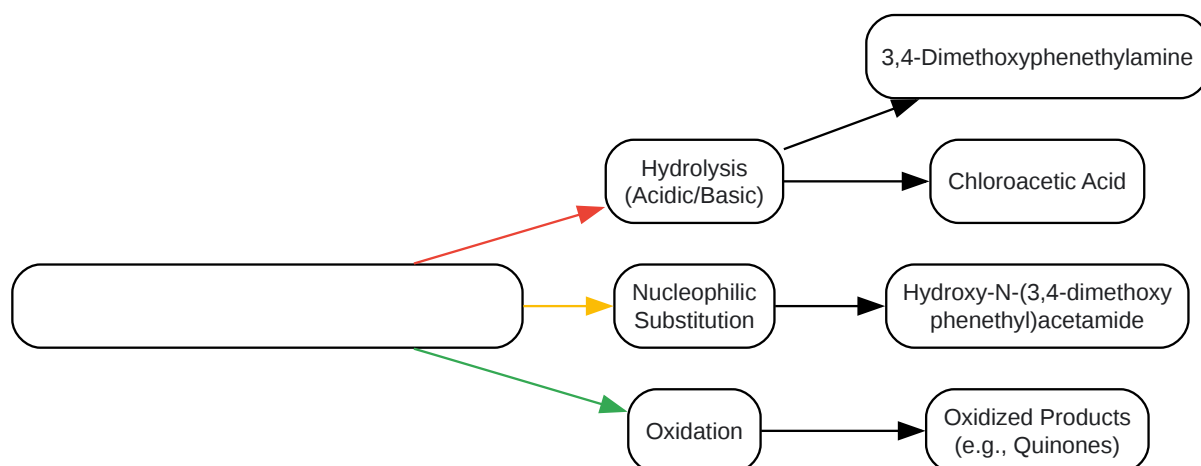 3,4-Dimethoxyphenethylamine
Hydrolysis
(Acidic/Basic)
Chloroacetic Acid
Nucleophilic
Substitution
Hydroxy-N-(3,4-dimethoxy
phenethyl)acetamide
Oxidation
Oxidized Products
(e.g., Quinones)